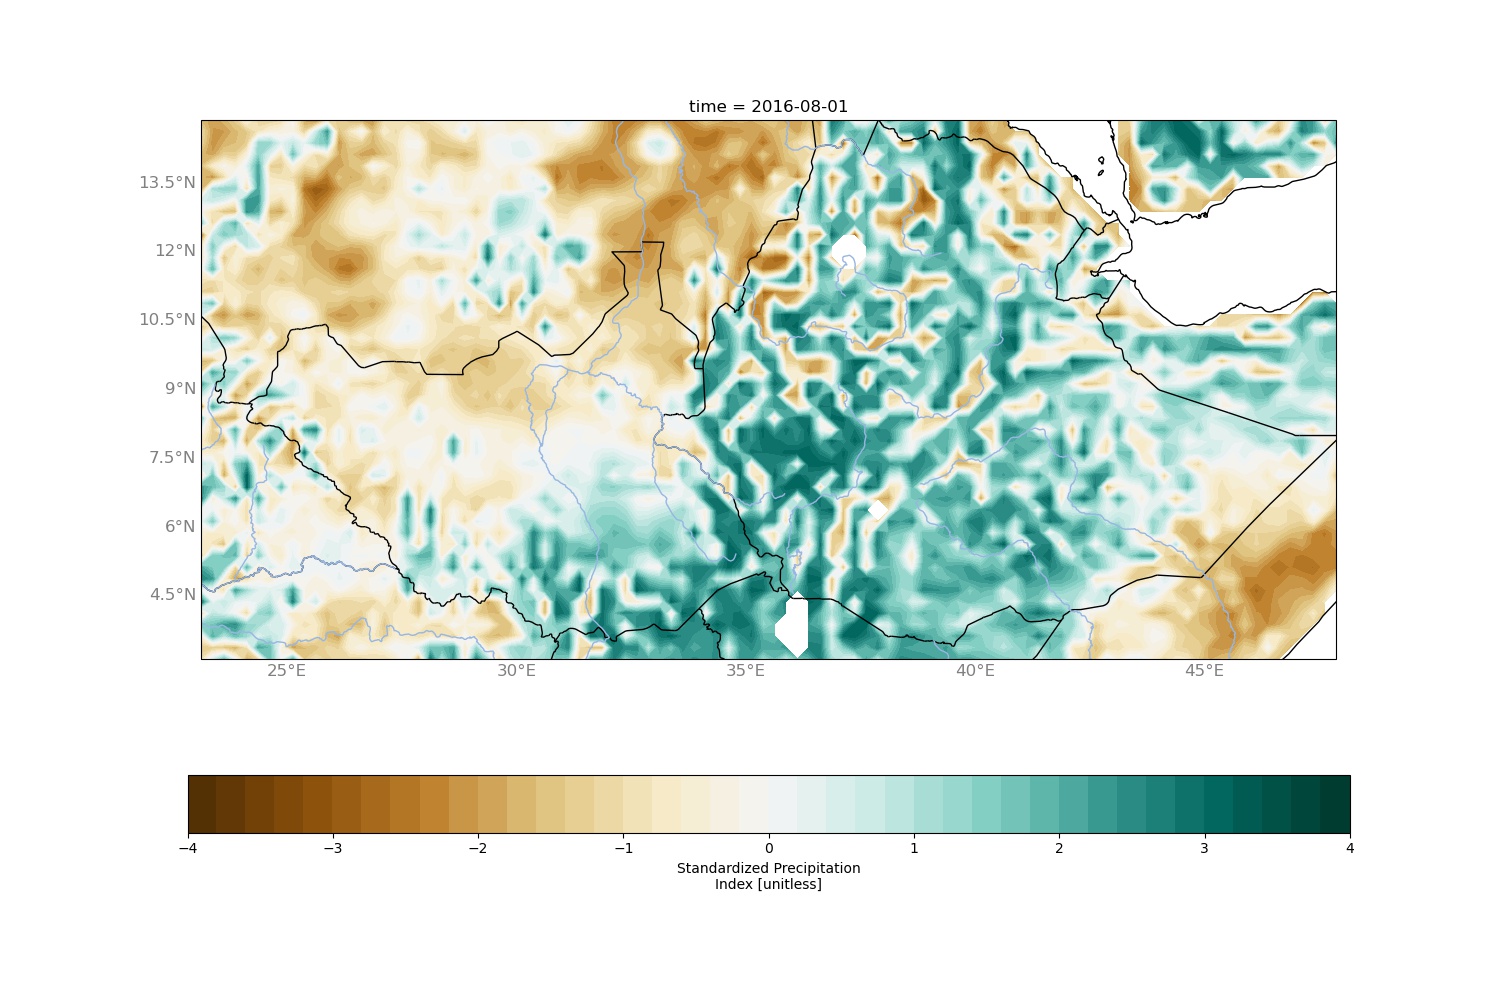 time = 2016-08-01
13.5°N
12°N
10.5°N
9°N
7.5°N
6°N
4.5°N
25°E 30°E 35°E 40°E 45°E
−4 −3 −2 −1 0 1 2 3 4
Standardized Precipitation
Index [unitless]